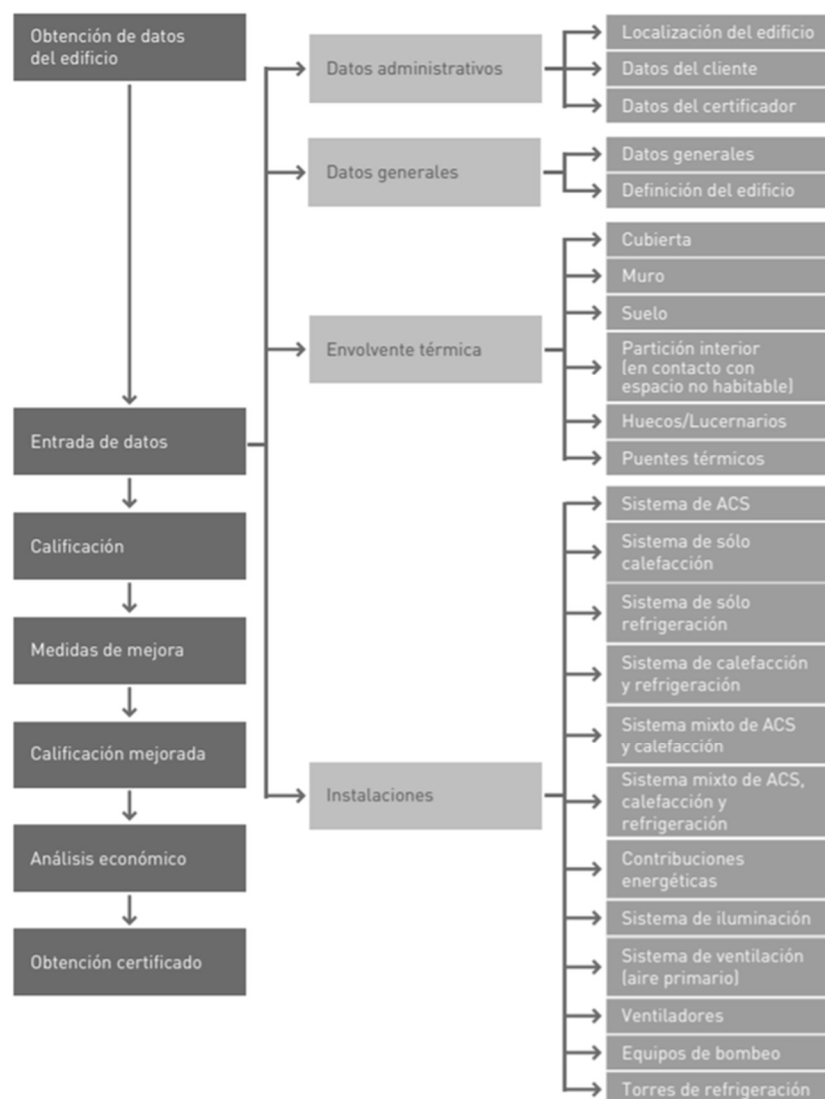 Obtención de datos
del edificio
Entrada de datos
Calificación
Medidas de mejora
Calificación mejorada
Análisis económico
Obtención certificado
Datos administrativos
Datos generales
Envolvente térmica
Instalaciones
Localización del edificio
Datos del cliente
Datos del certificador
Datos generales
Definición del edificio
Cubierta
Muro
Suelo
Partición interior
(en contacto con
espacio no habitable)
Huecos/Lucernarios
Puentes térmicos
Sistema de ACS
Sistema de sólo
calefacción
Sistema de sólo
refrigeración
Sistema de calefacción
y refrigeración
Sistema mixto de ACS
y calefacción
Sistema mixto de ACS,
calefacción y
refrigeración
Contribuciones
energéticas
Sistema de iluminación
Sistema de ventilación
(aire primario)
Ventiladores
Equipos de bombeo
Torres de refrigeración